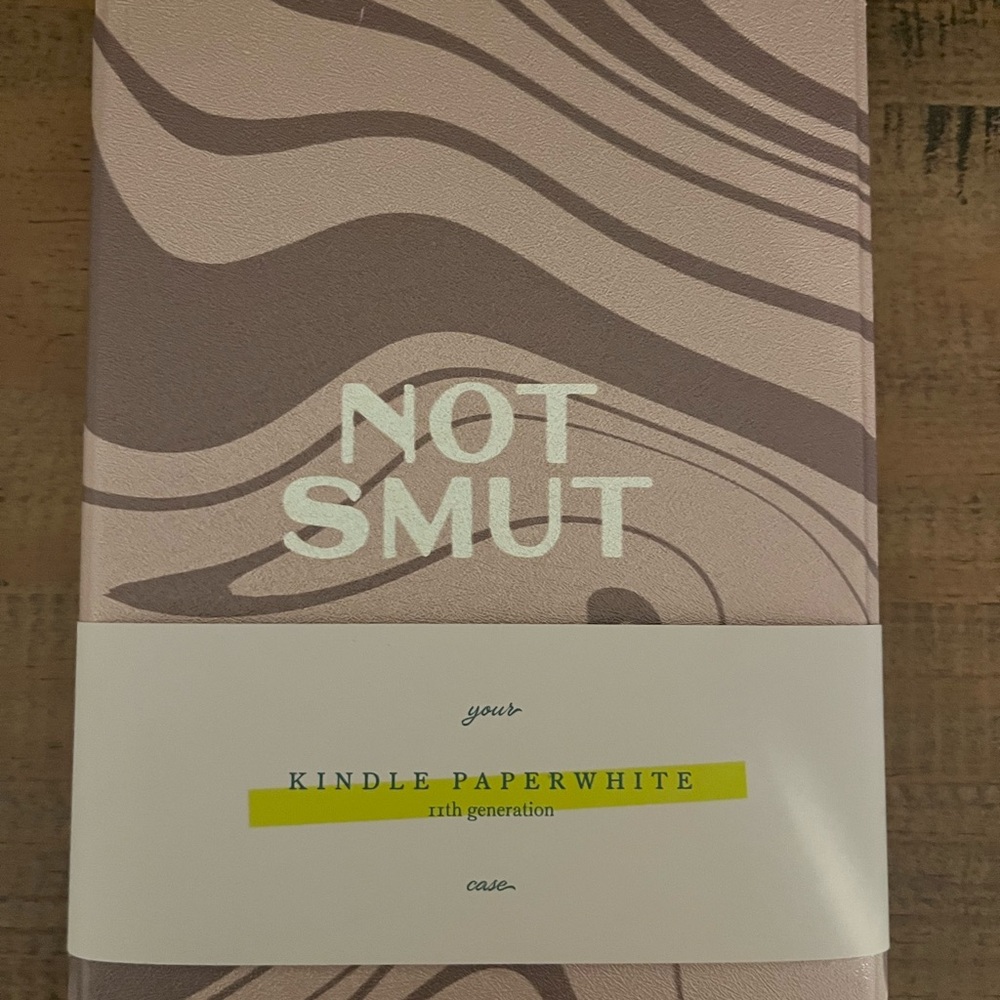 NOT
SMUT
your
KINDLE PAPERWHITE
11th generation
case